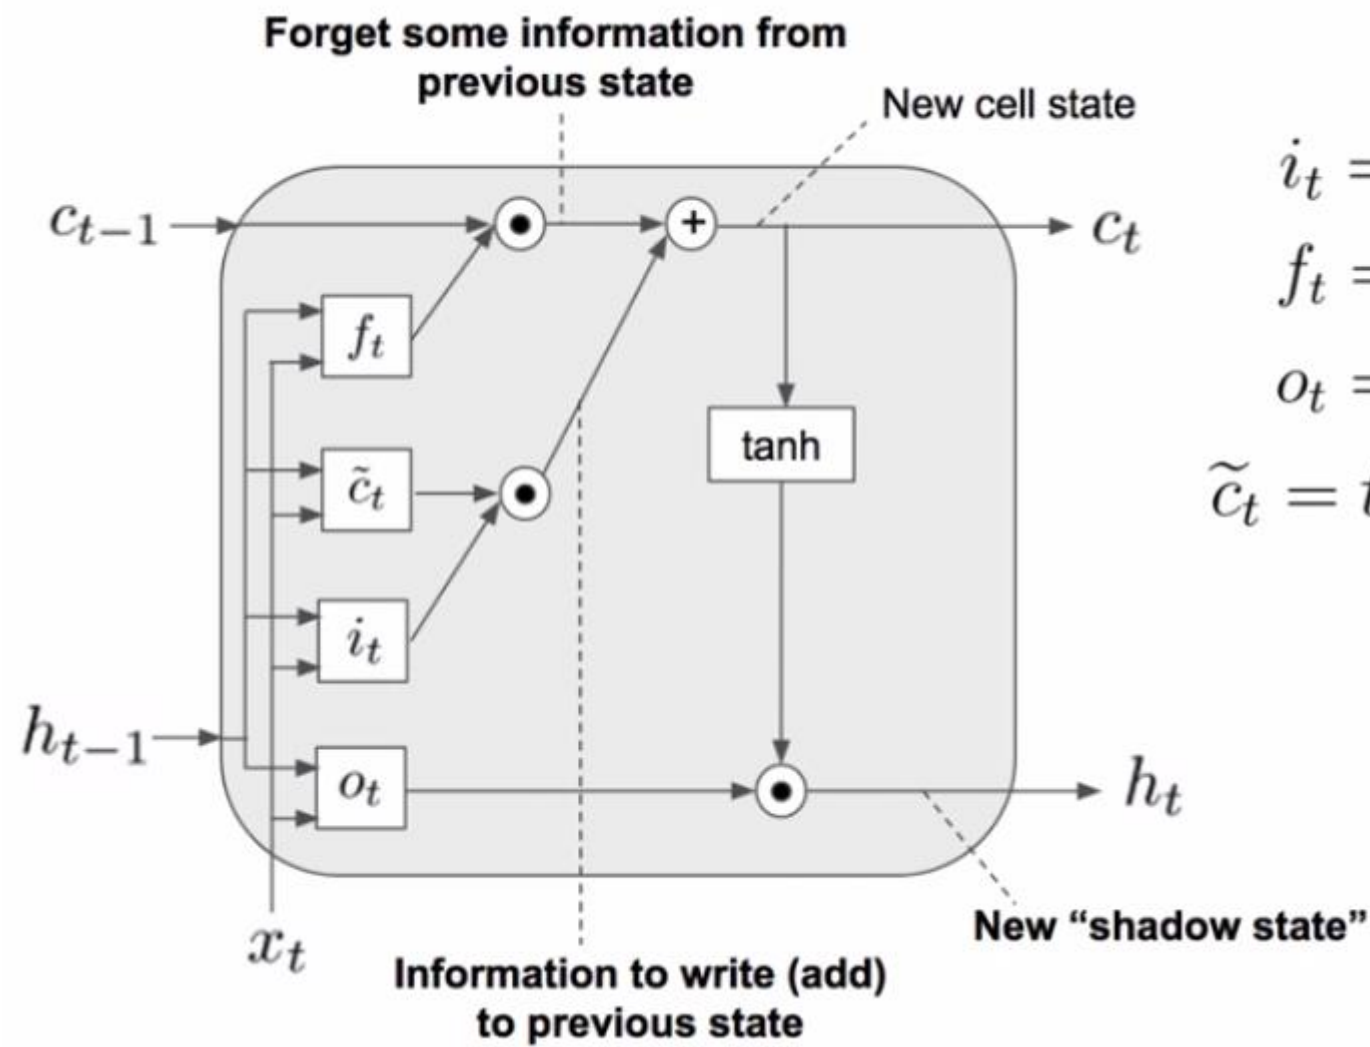 Forget some information from
previous state
New cell state
c_{t-1}
c_t
f_t
c̃_t
tanh
i_t
h_{t-1}
o_t
h_t
x_t
New “shadow state”
Information to write (add)
to previous state
i_t =
f_t =
o_t =
c̃_t = t